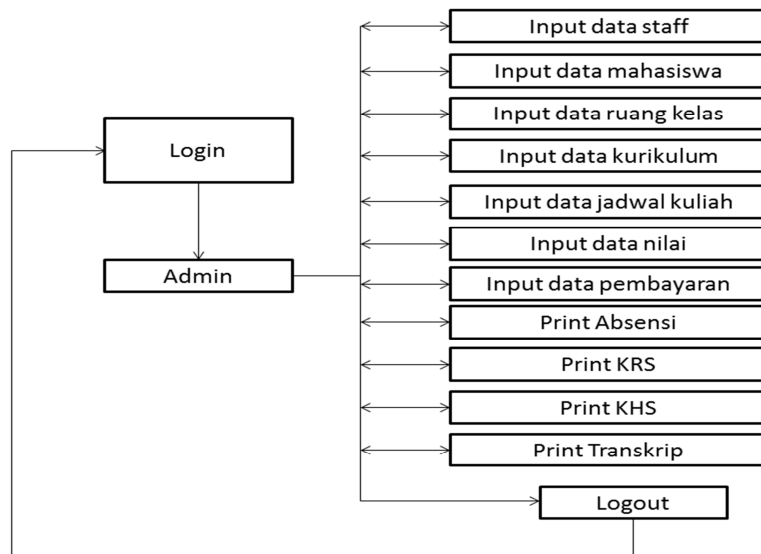 Login
Admin
Input data staff
Input data mahasiswa
Input data ruang kelas
Input data kurikulum
Input data jadwal kuliah
Input data nilai
Input data pembayaran
Print Absensi
Print KRS
Print KHS
Print Transkrip
Logout